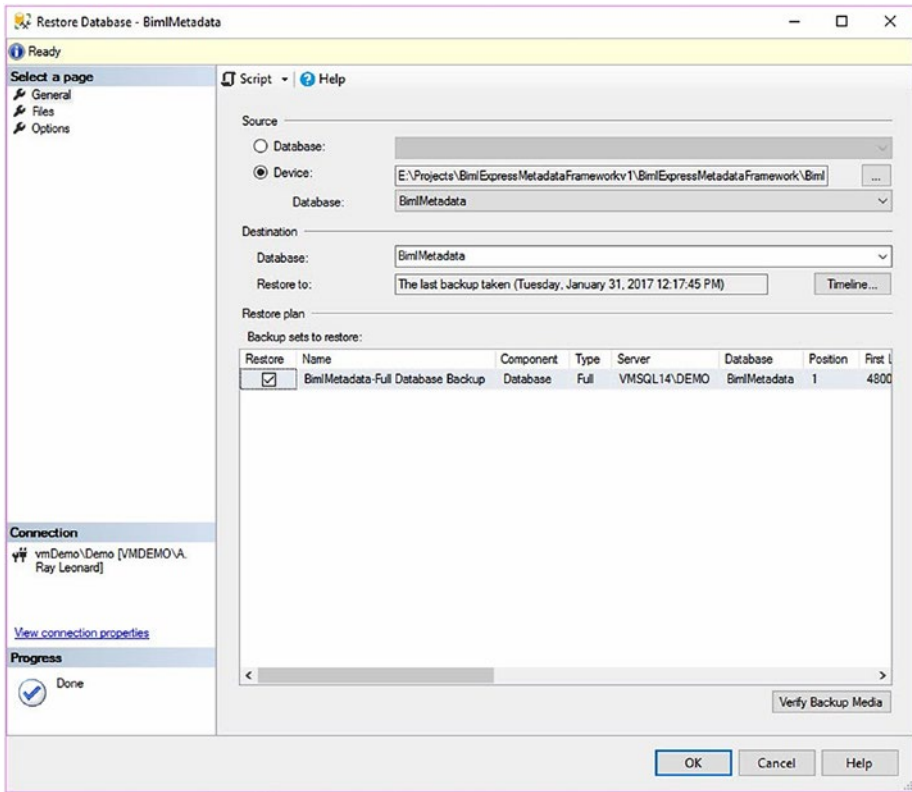 Restore Database - BimlMetadata
Ready
Select a page
General
Files
Options
Script
Help
Source
Database:
Device:
E:\Projects\BimlExpressMetadataFrameworkv1\BimlExpressMetadataFramework\Biml
...
Database:
BimlMetadata
Destination
Database:
BimlMetadata
Restore to:
The last backup taken (Tuesday, January 31, 2017 12:17:45 PM)
Timeline...
Restore plan
Backup sets to restore:
Restore Name Component Type Server Database Position First L
BimlMetadata-Full Database Backup Database Full VMSQL14\DEMO BimlMetadata 1 4800
Connection
vmDemo\Demo [VMDEMO\A.
Ray Leonard]
View connection properties
Progress
Done
Verify Backup Media
OK
Cancel
Help